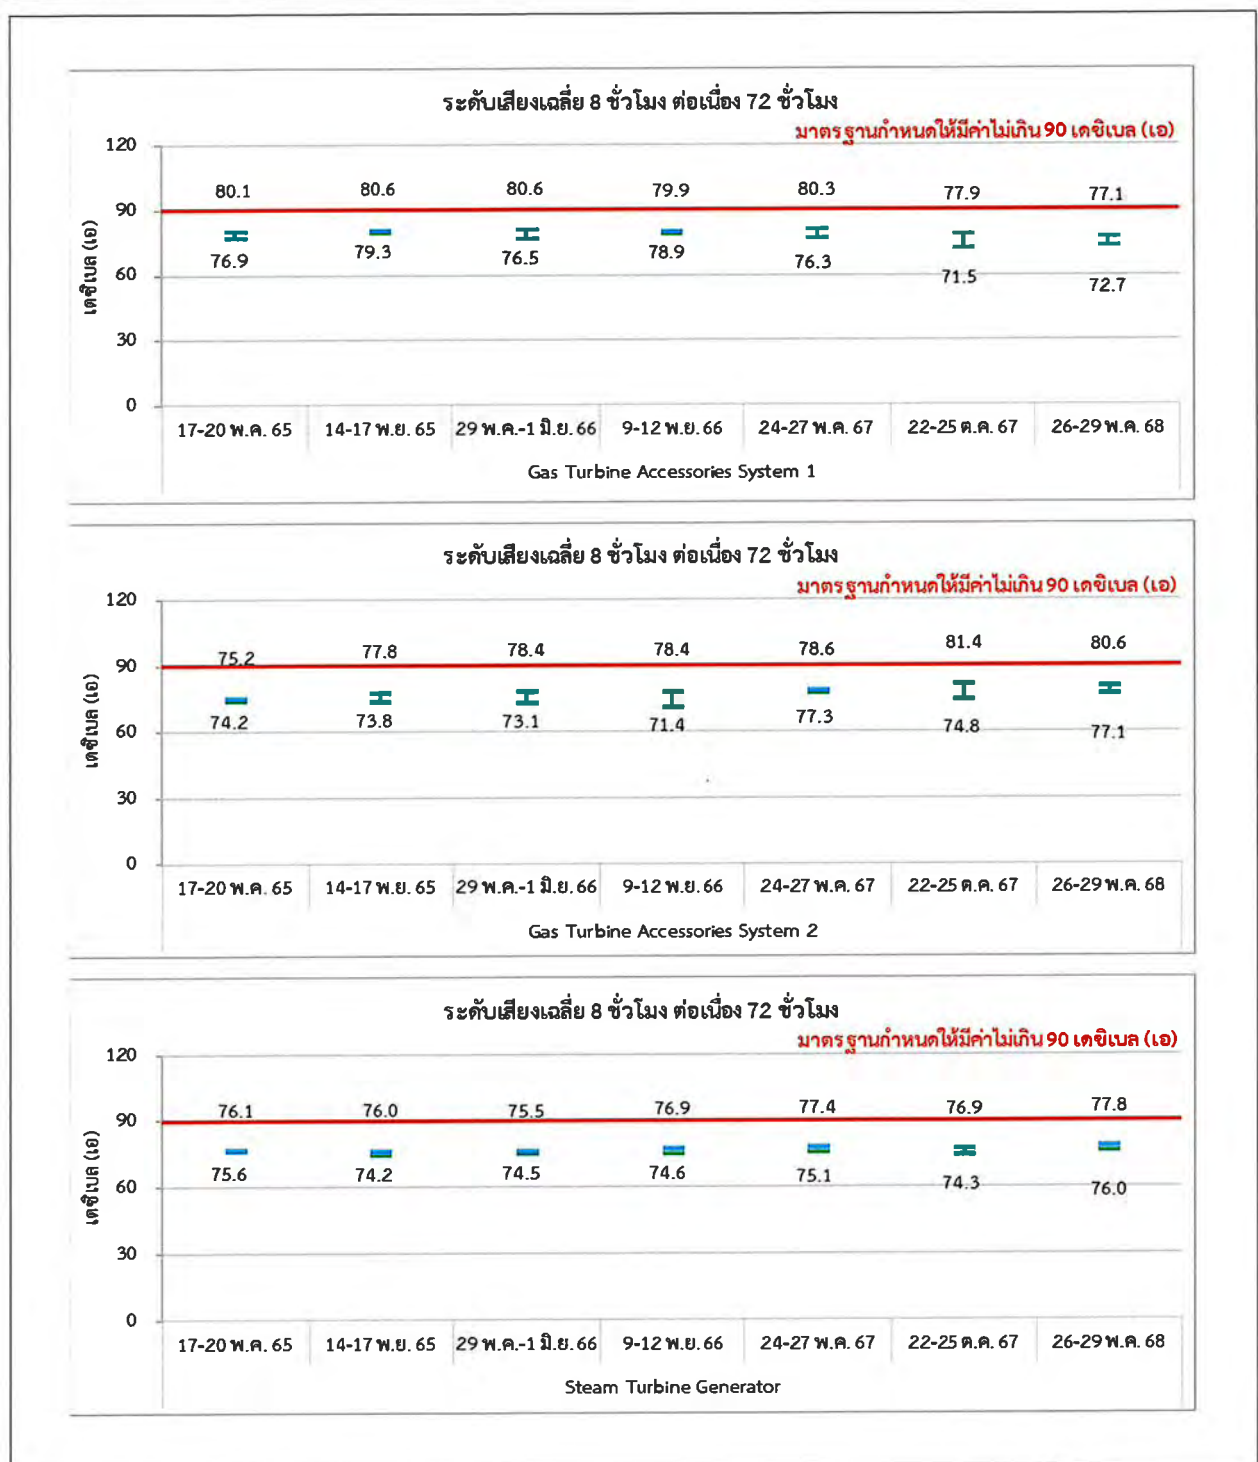 ระดับเสียงเฉลี่ย 8 ชั่วโมง ต่อเนื่อง 72 ชั่วโมง
มาตรฐานกำหนดให้มีค่าไม่เกิน 90 เดซิเบล (เอ)
เดซิเบล (เอ)
120
80.1 80.6 80.6 79.9 80.3 77.9 77.1
90
76.9 79.3 76.5 78.9 76.3 71.5 72.7
60
30
0
17-20 พ.ค. 65 14-17 พ.ย. 65 29 พ.ค.-1 มิ.ย. 66 9-12 พ.ย. 66 24-27 พ.ค. 67 22-25 ต.ค. 67 26-29 พ.ค. 68
Gas Turbine Accessories System 1
ระดับเสียงเฉลี่ย 8 ชั่วโมง ต่อเนื่อง 72 ชั่วโมง
มาตรฐานกำหนดให้มีค่าไม่เกิน 90 เดซิเบล (เอ)
เดซิเบล (เอ)
120
75.2 77.8 78.4 78.4 78.6 81.4 80.6
90
74.2 73.8 73.1 71.4 77.3 74.8 77.1
60
30
0
17-20 พ.ค. 65 14-17 พ.ย. 65 29 พ.ค.-1 มิ.ย. 66 9-12 พ.ย. 66 24-27 พ.ค. 67 22-25 ต.ค. 67 26-29 พ.ค. 68
Gas Turbine Accessories System 2
ระดับเสียงเฉลี่ย 8 ชั่วโมง ต่อเนื่อง 72 ชั่วโมง
มาตรฐานกำหนดให้มีค่าไม่เกิน 90 เดซิเบล (เอ)
เดซิเบล (เอ)
120
76.1 76.0 75.5 76.9 77.4 76.9 77.8
90
75.6 74.2 74.5 74.6 75.1 74.3 76.0
60
30
0
17-20 พ.ค. 65 14-17 พ.ย. 65 29 พ.ค.-1 มิ.ย. 66 9-12 พ.ย. 66 24-27 พ.ค. 67 22-25 ต.ค. 67 26-29 พ.ค. 68
Steam Turbine Generator